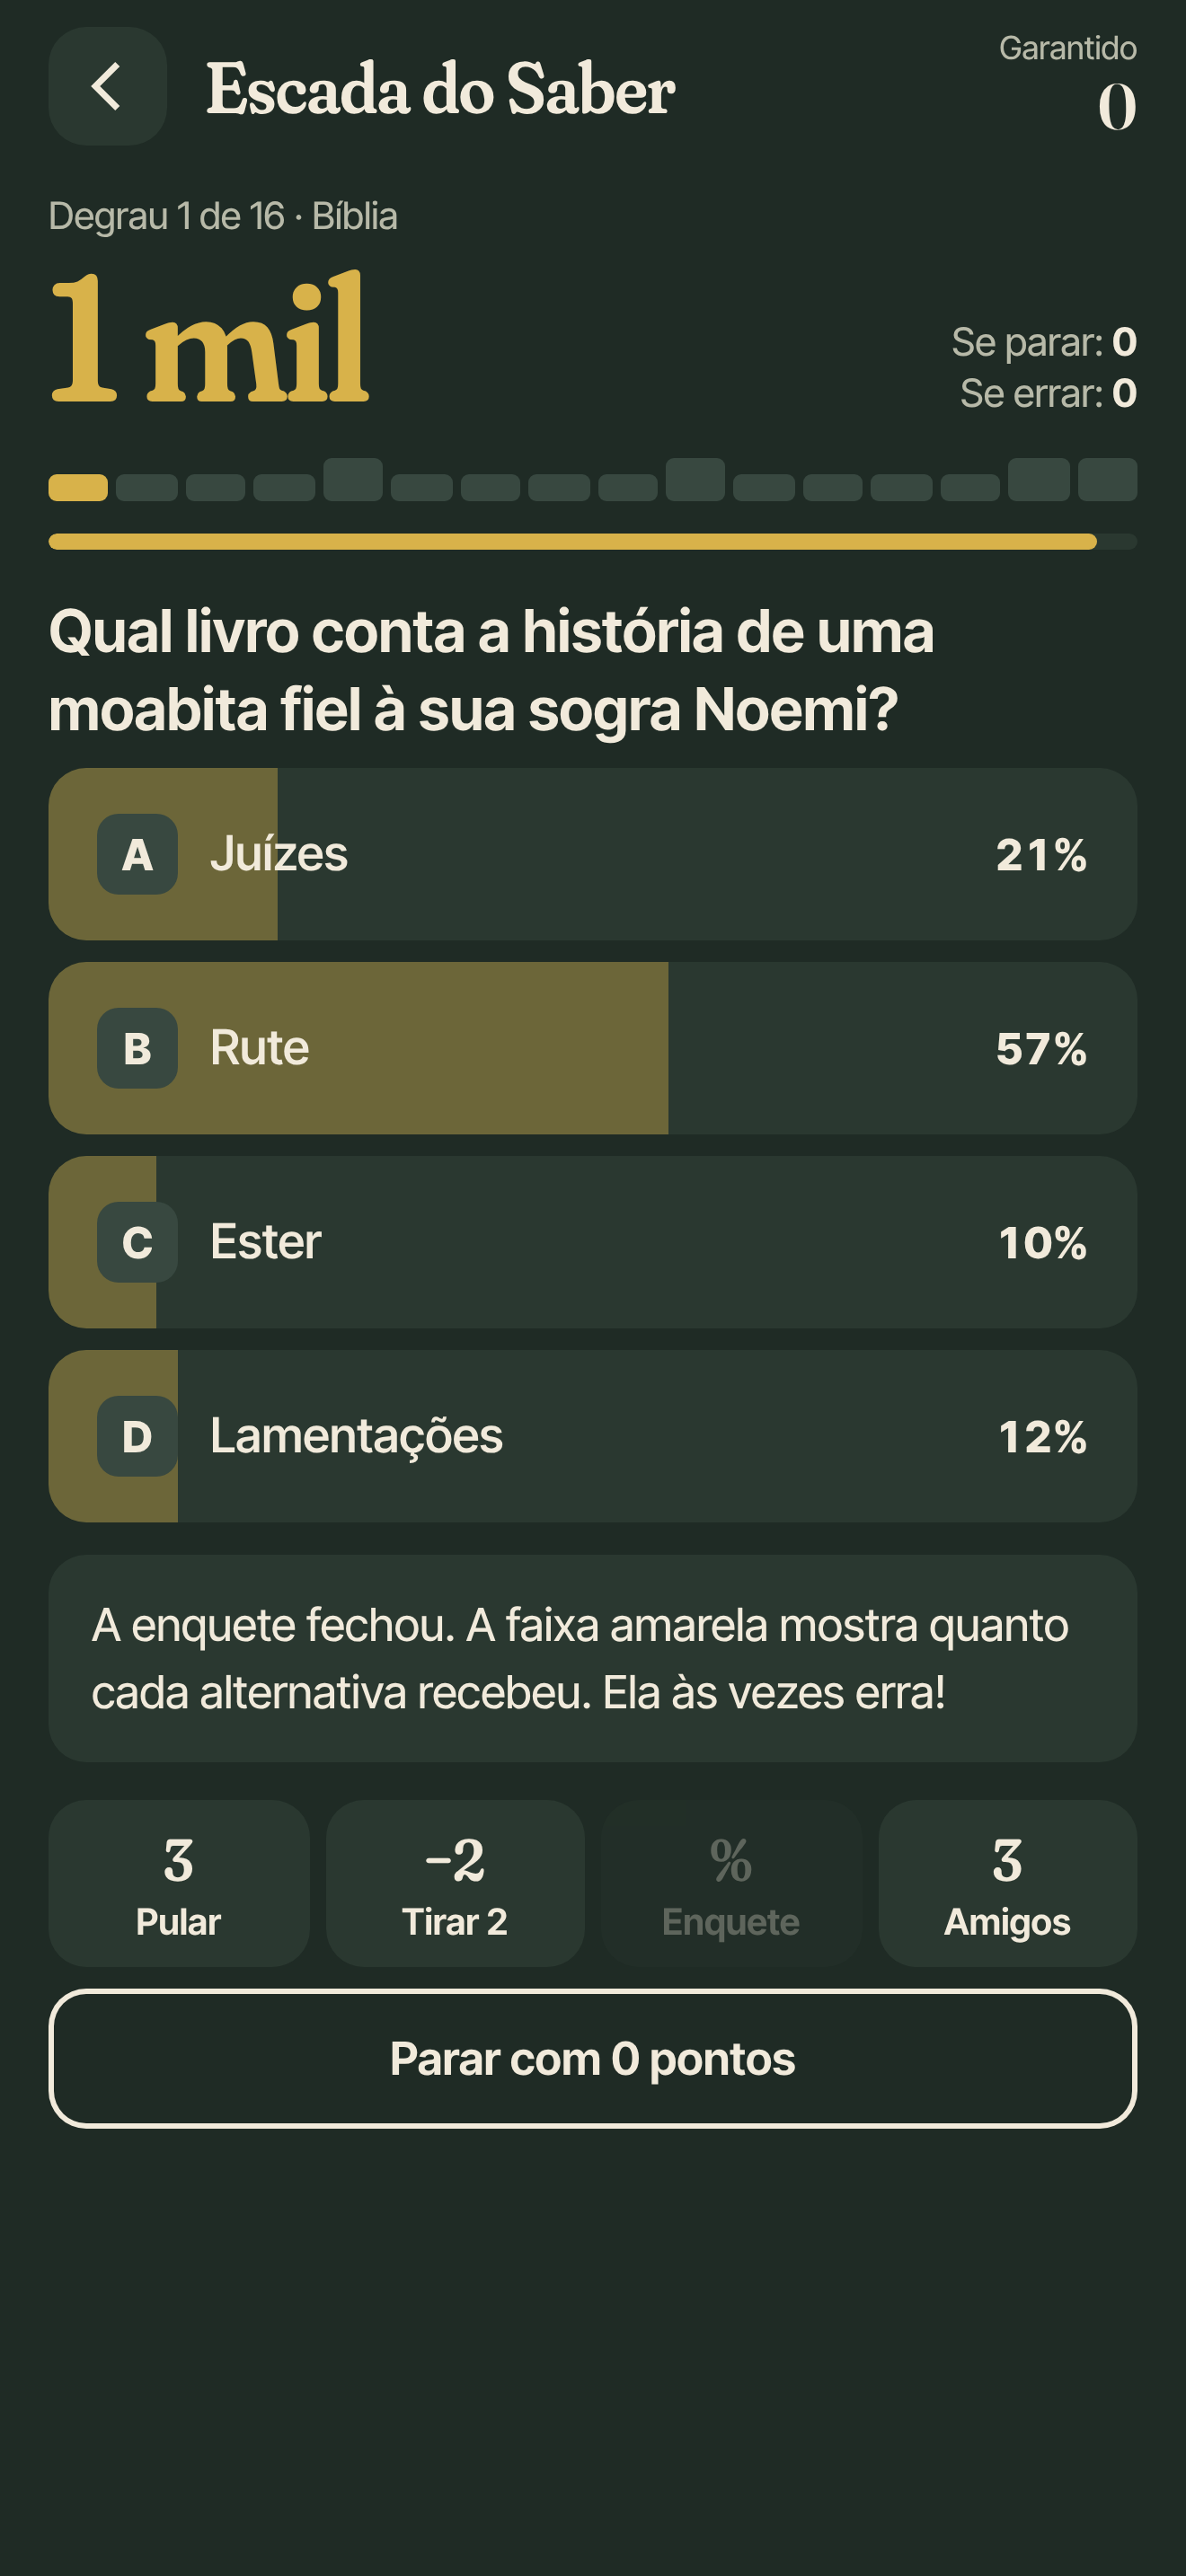 Escada do Saber
Garantido
0
Degrau 1 de 16 · Bíblia
1 mil
Se parar: 0
Se errar: 0
Qual livro conta a história de uma
moabita fiel à sua sogra Noemi?
A Juízes 21%
B Rute 57%
C Ester 10%
D Lamentações 12%
A enquete fechou. A faixa amarela mostra quanto
cada alternativa recebeu. Ela às vezes erra!
3
Pular
−2
Tirar 2
%
Enquete
3
Amigos
Parar com 0 pontos